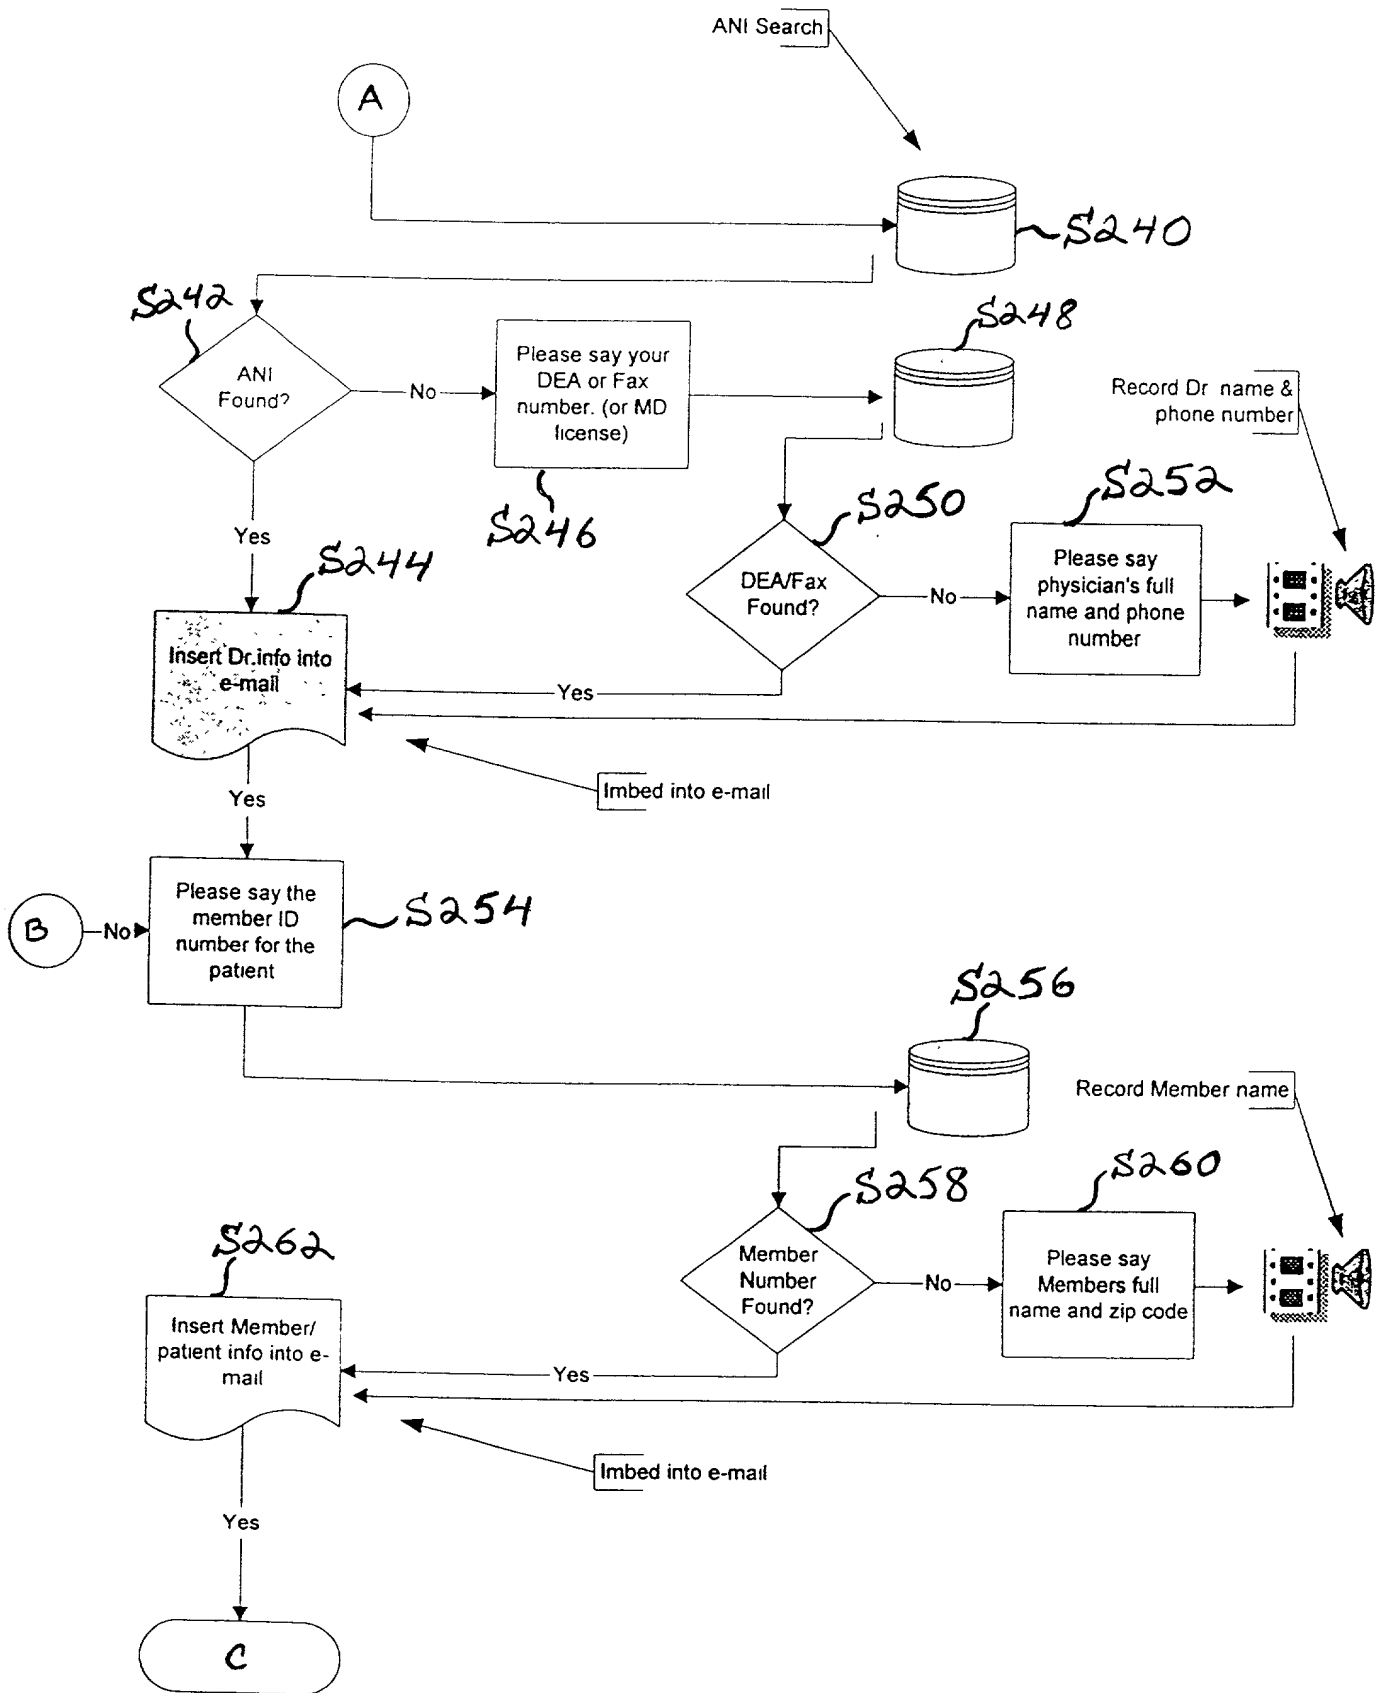 ANI Search
A
S240
S242
ANI
Found?
No
Please say your
DEA or Fax
number. (or MD
license)
S246
S248
Record Dr name &
phone number
S250
DEA/Fax
Found?
No
S252
Please say
physician's full
name and phone
number
Yes
S244
Insert Dr.info into
e-mail
Yes
Imbed into e-mail
Yes
B
No
Please say the
member ID
number for the
patient
S254
S256
Record Member name
S258
Member
Number
Found?
No
S260
Please say
Members full
name and zip code
S262
Insert Member/
patient info into e-
mail
Yes
Imbed into e-mail
Yes
C